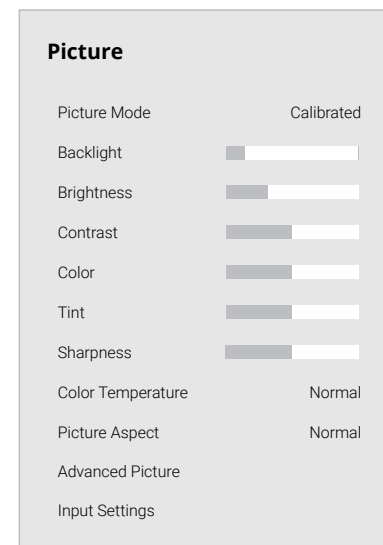 Picture
Picture Mode Calibrated
Backlight
Brightness
Contrast
Color
Tint
Sharpness
Color Temperature Normal
Picture Aspect Normal
Advanced Picture
Input Settings